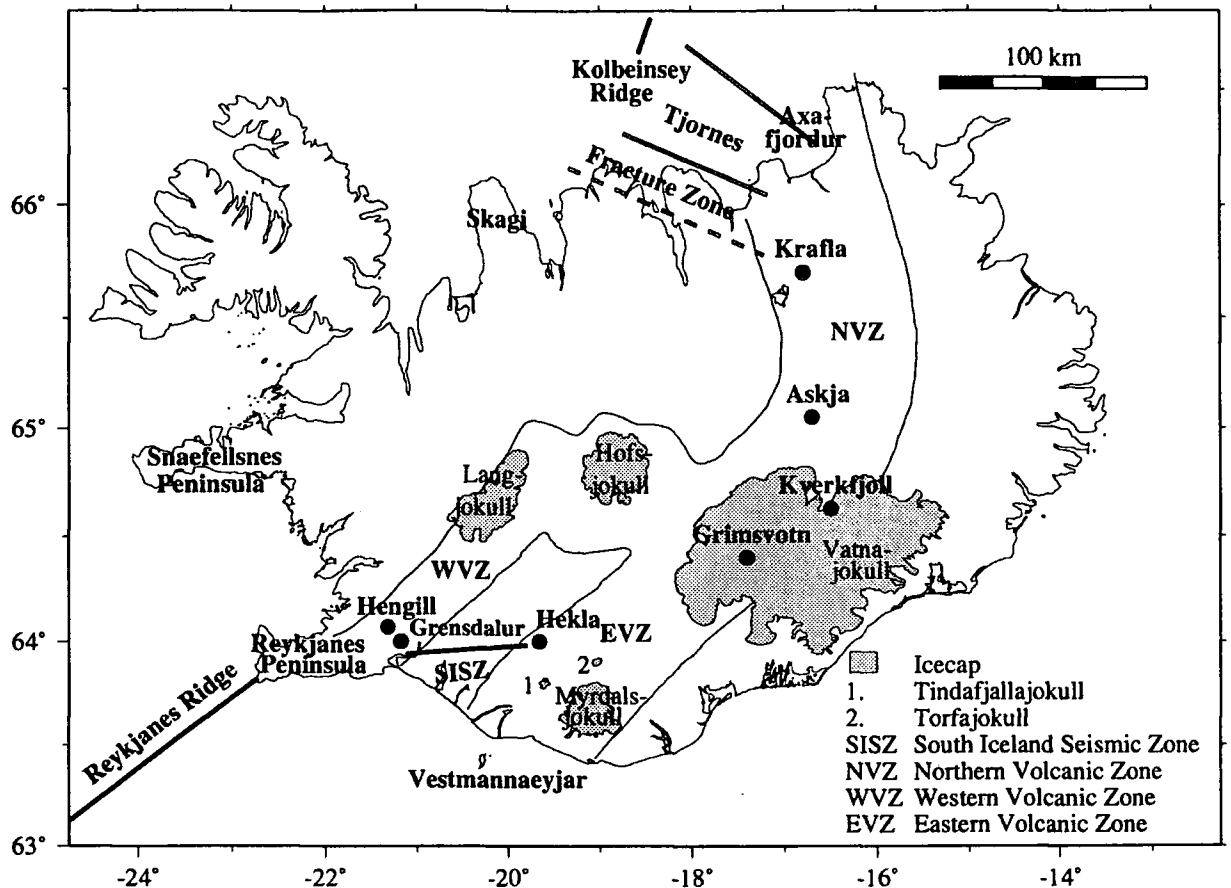 100 km
Kolbeinsey
Ridge
Tjornes
Axa-
fjordur
Fracture Zone
66°
Skagi
Krafla
NVZ
Askja
65°
Snaefellsnes
Peninsula
Lang-
jokull
Hofs-
jokull
Kverkfjoll
Grimsvotn
Vatna-
jokull
WVZ
Hengill
Grensdalur
Hekla
EVZ
64°
Reykjanes
Peninsula
SISZ
2
1
Myrdals-
jokull
Reykjanes Ridge
Vestmannaeyjar
Icecap
1. Tindafjallajokull
2. Torfajokull
SISZ South Iceland Seismic Zone
NVZ Northern Volcanic Zone
WVZ Western Volcanic Zone
EVZ Eastern Volcanic Zone
63°
-24° -22° -20° -18° -16° -14°